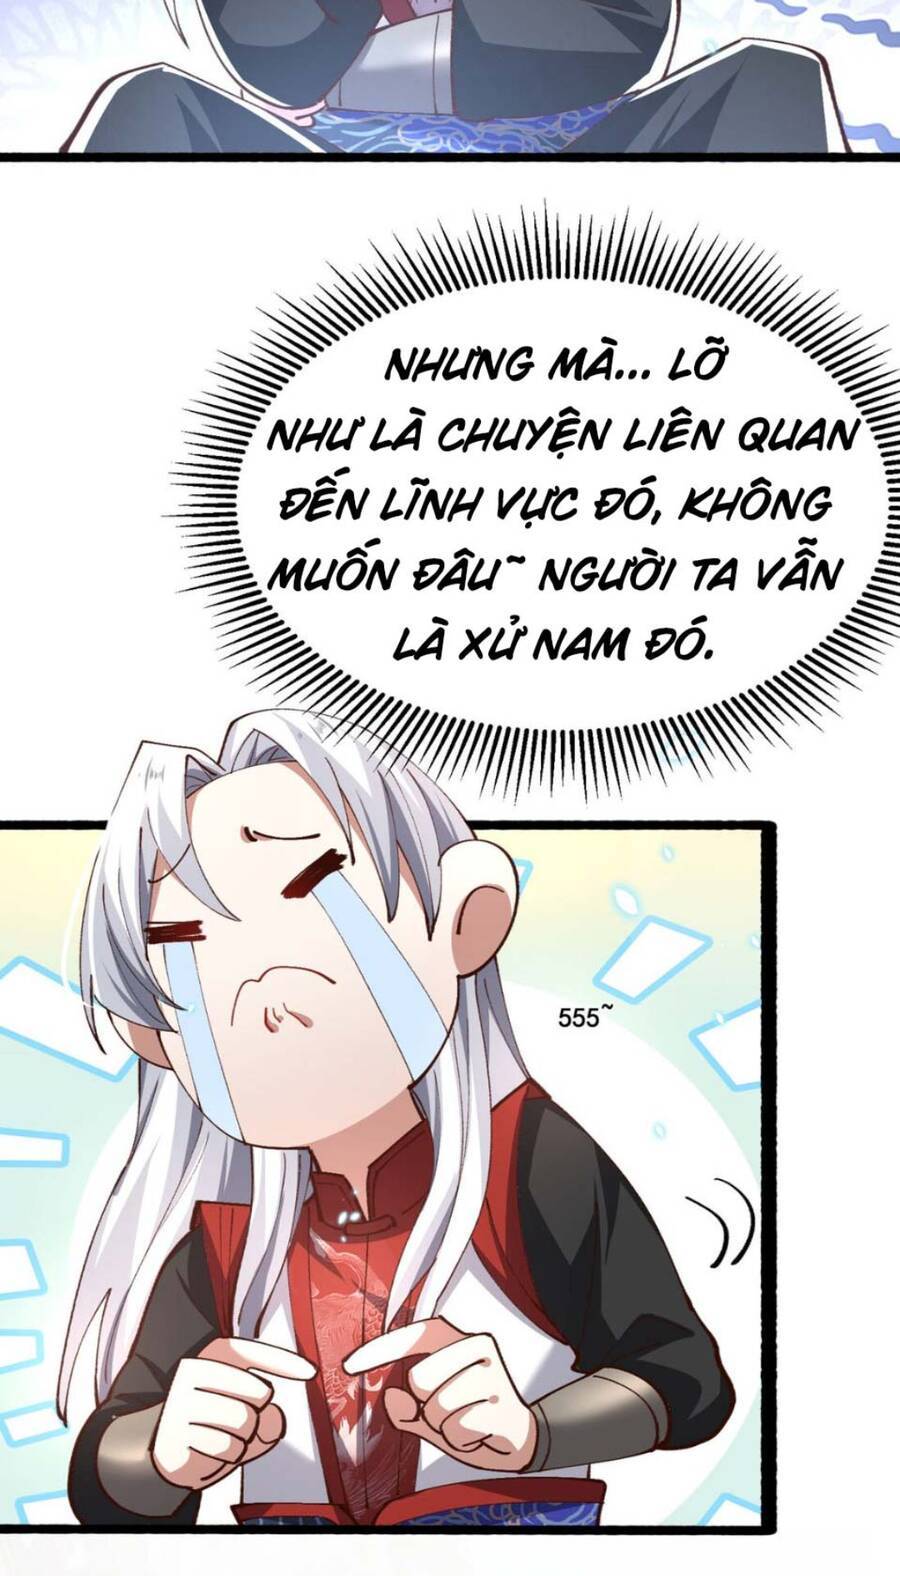 NHƯNG MÀ... LỠ
NHƯ LÀ CHUYỆN LIÊN QUAN
ĐẾN LĨNH VỰC ĐÓ, KHÔNG
MUỐN ĐÂU~ NGƯỜI TA VẪN
LÀ XỬ NAM ĐÓ.
555~